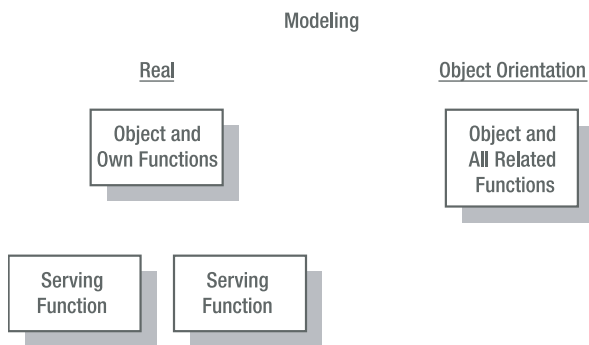 Modeling
Real
Object Orientation
Object and
Own Functions
Object and
All Related
Functions
Serving
Function
Serving
Function